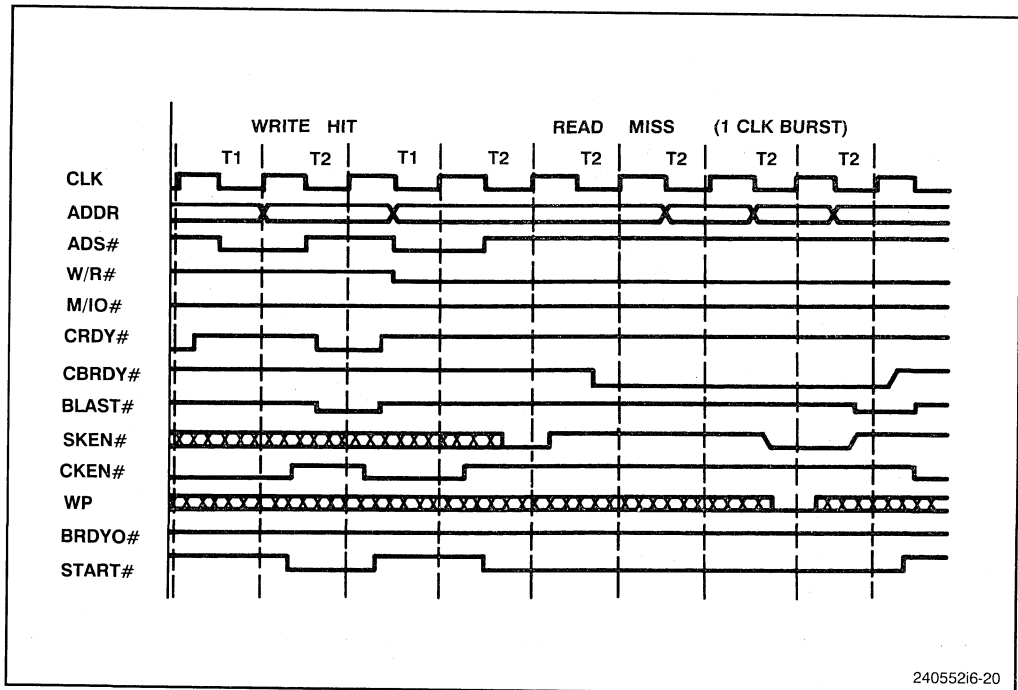 WRITE HIT READ MISS (1 CLK BURST)
T1 T2 T1 T2 T2 T2 T2 T2
CLK
ADDR
ADS#
W/R#
M/IO#
CRDY#
CBRDY#
BLAST#
SKEN#
CKEN#
WP
BRDYO#
START#
240552i6-20